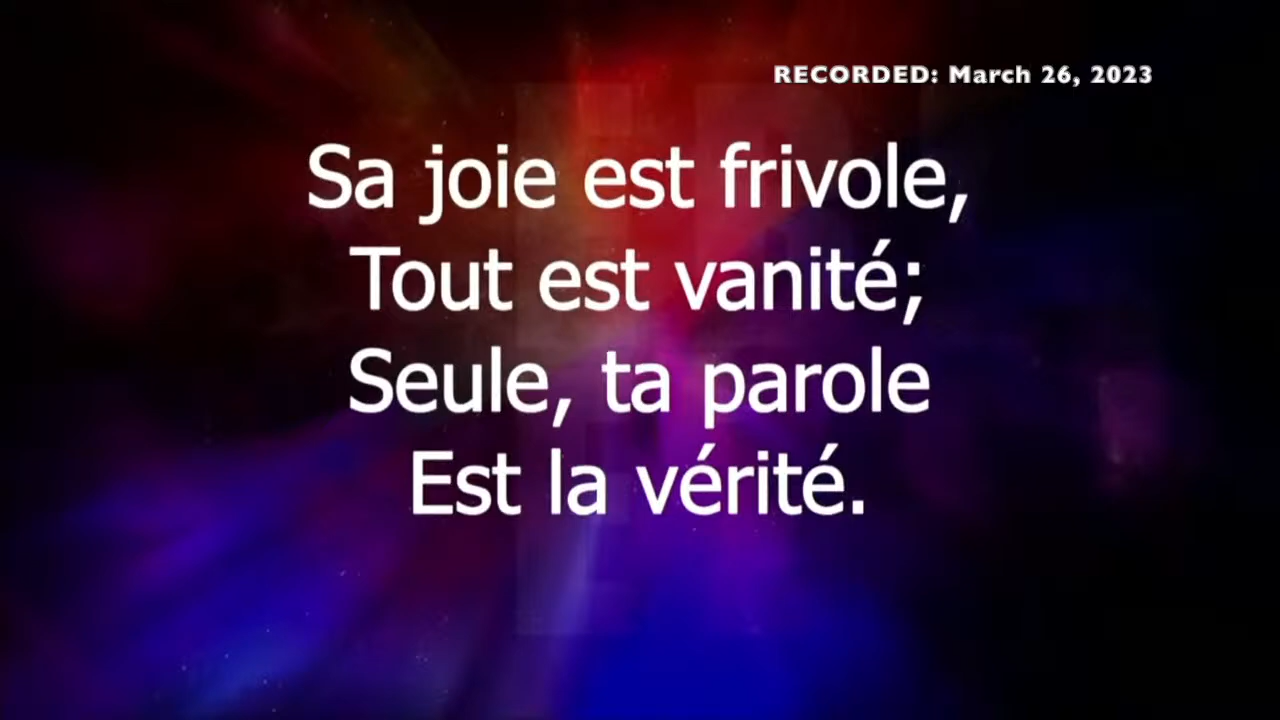 RECORDED: March 26, 2023
Sa joie est frivole,
Tout est vanité;
Seule, ta parole
Est la vérité.